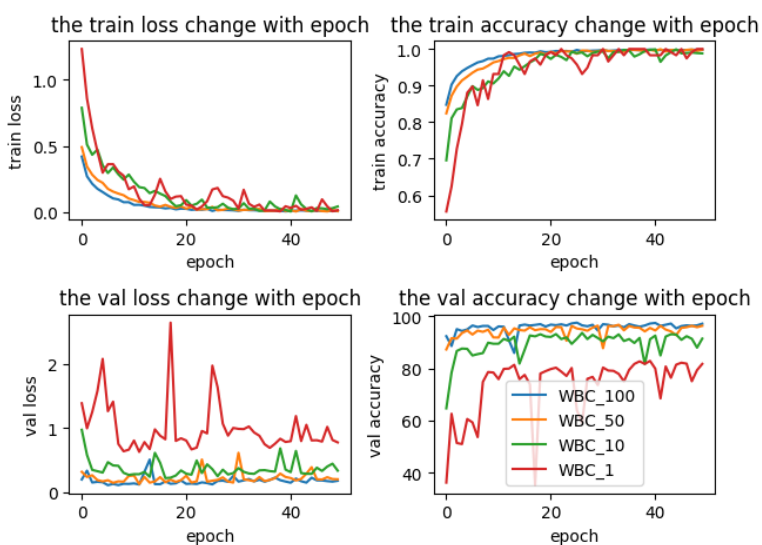 the train loss change with epoch
train loss
1.0
0.5
0.0
0 20 40
epoch
the train accuracy change with epoch
train accuracy
1.0
0.9
0.8
0.7
0.6
0 20 40
epoch
the val loss change with epoch
val loss
2
1
0
0 20 40
epoch
the val accuracy change with epoch
val accuracy
100
80
60
40
WBC_100
WBC_50
WBC_10
WBC_1
0 20 40
epoch